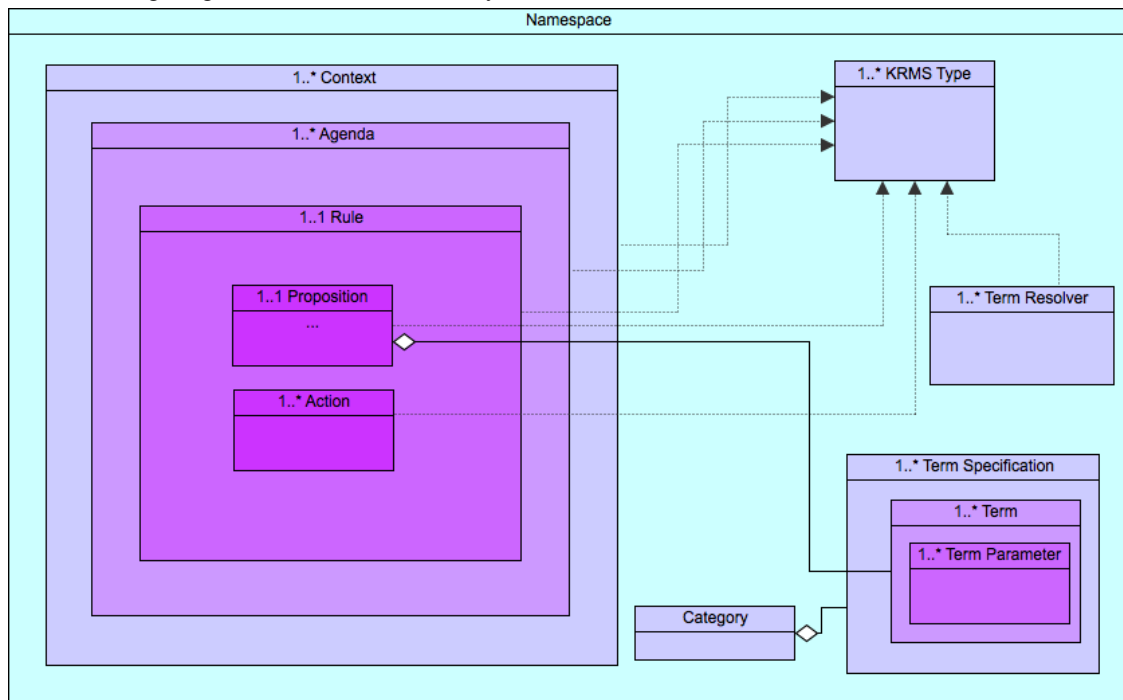 Namespace
1..* Context
1..* KRMS Type
1..* Agenda
1..1 Rule
1..1 Proposition
...
1..* Term Resolver
1..* Action
1..* Term Specification
1..* Term
1..* Term Parameter
Category